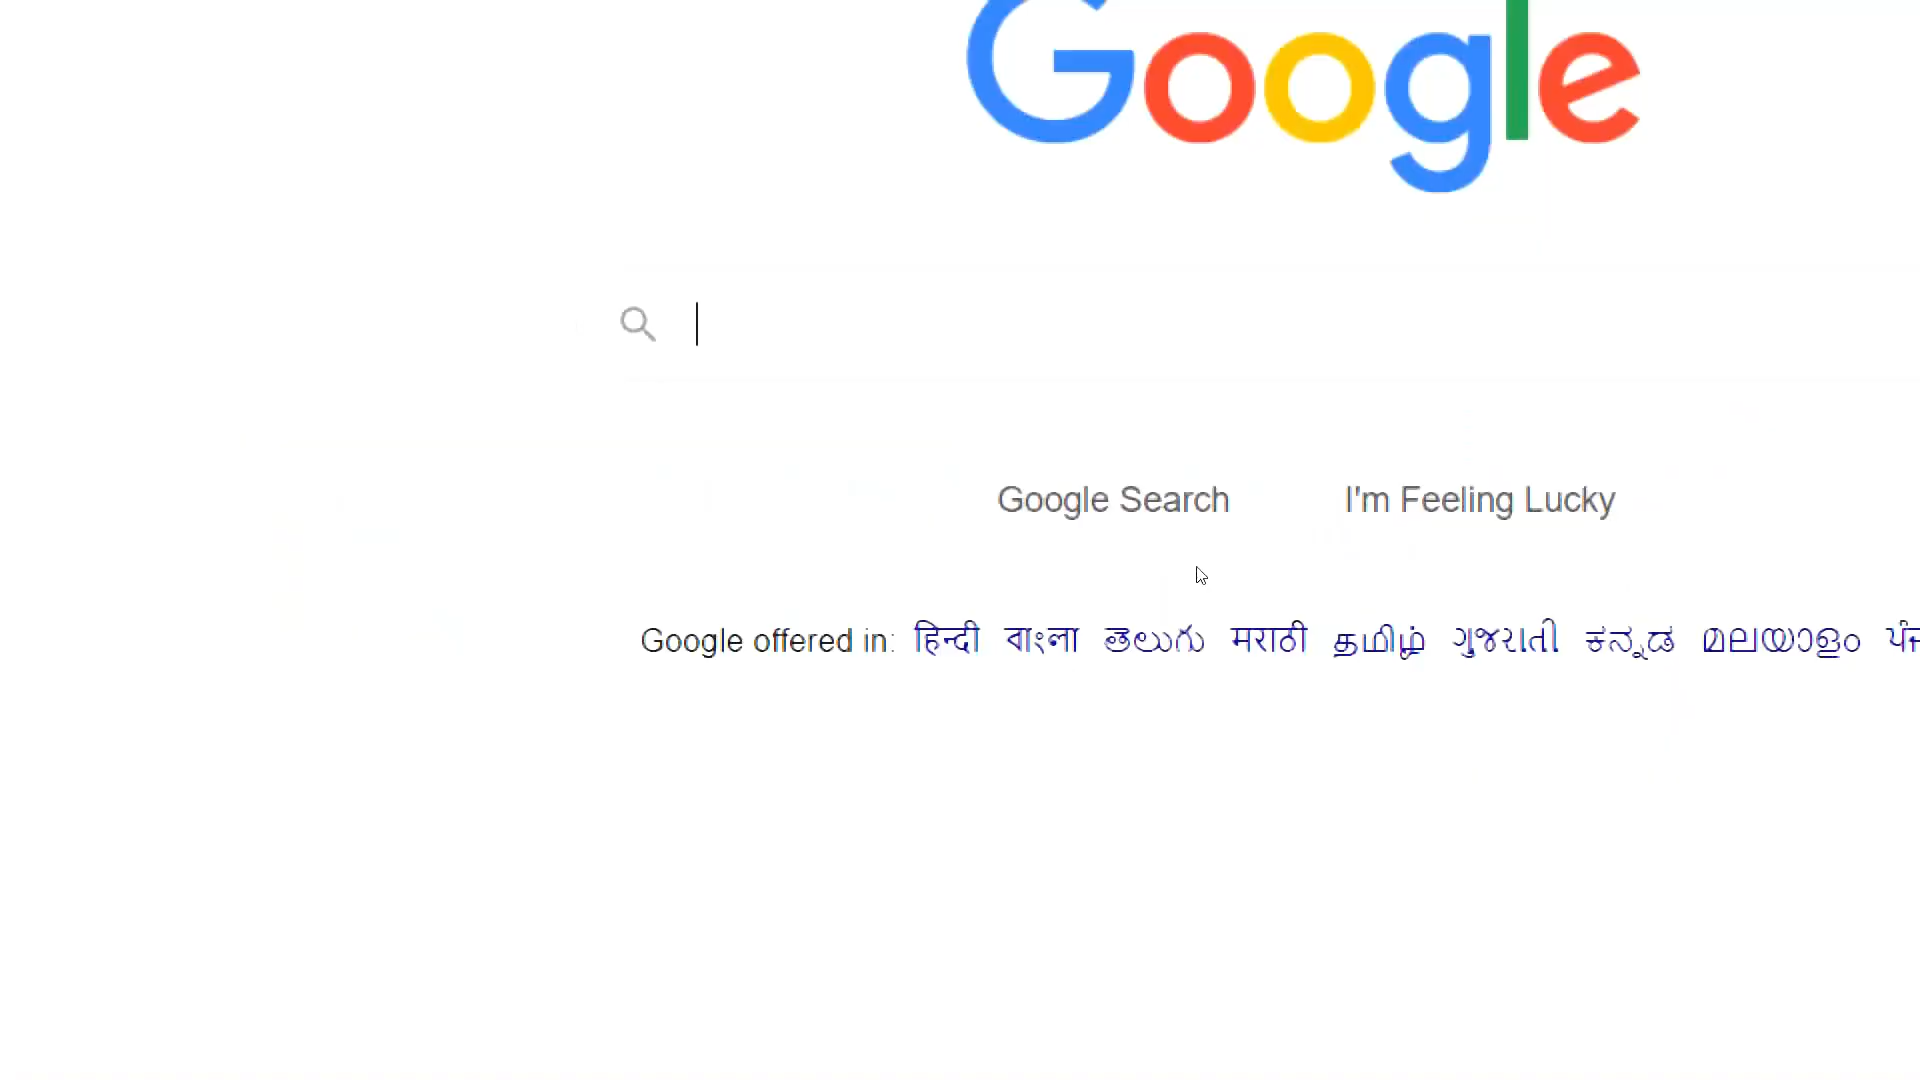 Google
Google Search I'm Feeling Lucky
Google offered in: हिन्दी বাংলা తెలుగు मराठी தமிழ் ગુજરાતી ಕನ್ನಡ മലയാളം